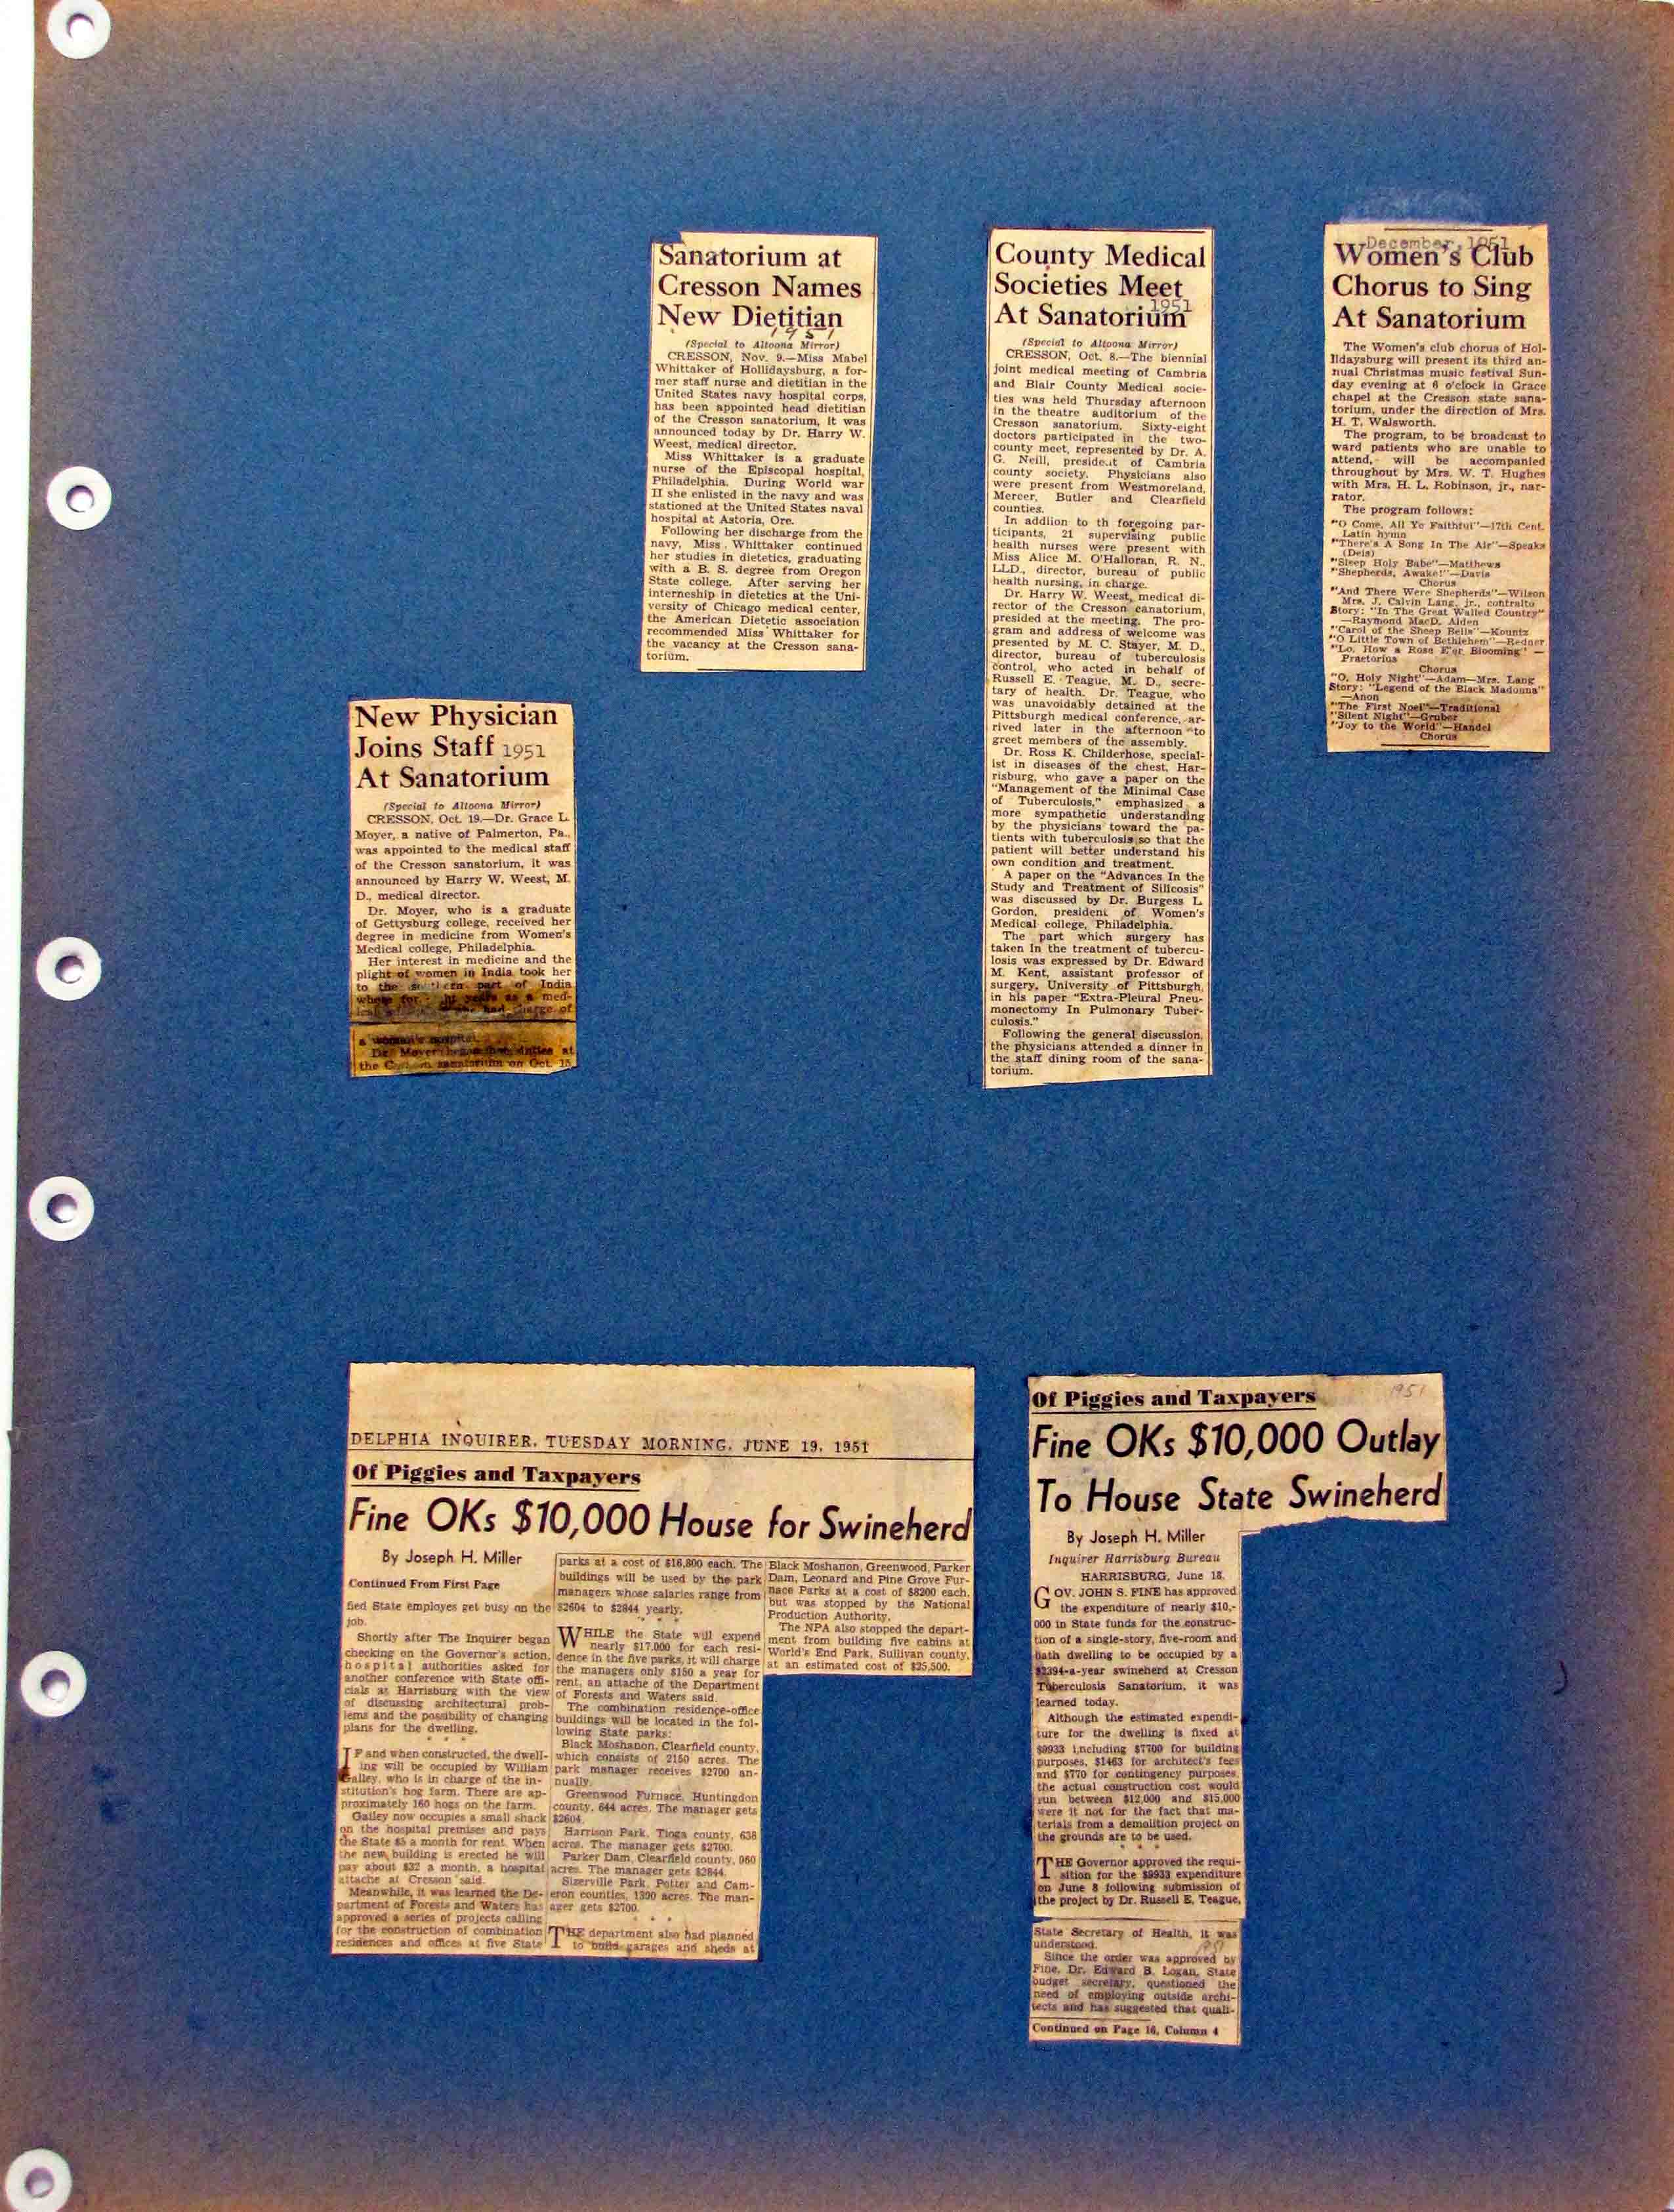 Sanatorium at
Cresson Names
New Dietitian
1951
(Special to Altoona Mirror)
CRESSON, Nov. 9.—Miss Mabel
Whittaker of Hollidaysburg, a for-
mer staff nurse and dietitian in the
United States navy hospital corps,
has been appointed head dietitian
of the Cresson sanatorium, it was
announced today by Dr. Harry W.
Weest, medical director.
Miss Whittaker is a graduate
nurse of the Episcopal hospital,
Philadelphia. During World war
II she enlisted in the navy and was
stationed at the United States naval
hospital at Astoria, Ore.
Following her discharge from the
navy, Miss Whittaker continued
her studies in dietetics, graduating
with a B. S. degree from Oregon
State college. After serving her
interneship in dietetics at the Uni-
versity of Chicago medical center,
the American Dietetic association
recommended Miss Whittaker for
the vacancy at the Cresson sana-
torium.
County Medical
Societies Meet
1951
At Sanatorium
(Special to Altoona Mirror)
CRESSON, Oct. 8.—The biennial
joint medical meeting of Cambria
and Blair County Medical socie-
ties was held Thursday afternoon
in the theatre auditorium of the
Cresson sanatorium. Sixty-eight
doctors participated in the two-
county meet, represented by Dr. A.
G. Neill, president of Cambria
county society. Physicians also
were present from Westmoreland,
Mercer, Butler and Clearfield
counties.
In addiion to th foregoing par-
ticipants, 21 supervising public
health nurses were present with
Miss Alice M. O'Halloran, R. N.,
LLD., director, bureau of public
health nursing, in charge.
Dr. Harry W. Weest, medical di-
rector of the Cresson canatorium,
presided at the meeting. The pro-
gram and address of welcome was
presented by M. C. Stayer, M. D.,
director, bureau of tuberculosis
control, who acted in behalf of
Russell E. Teague, M. D., secre-
tary of health. Dr. Teague, who
was unavoidably detained at the
Pittsburgh medical conference, ar-
rived later in the afternoon to
greet members of the assembly.
Dr. Ross K. Childerhose, special-
ist in diseases of the chest, Har-
risburg, who gave a paper on the
"Management of the Minimal Case
of Tuberculosis," emphasized a
more sympathetic understanding
by the physicians toward the pa-
tients with tuberculosis so that the
patient will better understand his
own condition and treatment.
A paper on the "Advances In the
Study and Treatment of Silicosis"
was discussed by Dr. Burgess L.
Gordon, president of Women's
Medical college, Philadelphia.
The part which surgery has
taken in the treatment of tubercu-
losis was expressed by Dr. Edward
M. Kent, assistant professor of
surgery, University of Pittsburgh,
in his paper "Extra-Pleural Pneu-
monectomy In Pulmonary Tuber-
culosis."
Following the general discussion,
the physicians attended a dinner in
the staff dining room of the sana-
torium.
December, 1951
Women's Club
Chorus to Sing
At Sanatorium
The Women's club chorus of Hol-
lidaysburg will present its third an-
nual Christmas music festival Sun-
day evening at 6 o'clock in Grace
chapel at the Cresson state sana-
torium, under the direction of Mrs.
H. T. Walsworth.
The program, to be broadcast to
ward patients who are unable to
attend, will be accompanied
throughout by Mrs. W. T. Hughes
with Mrs. H. L. Robinson, jr., nar-
rator.
The program follows:
"O Come, All Ye Faithful"—17th Cent.
Latin hymn
"There's A Song In The Air"—Speaks
(Deis)
"Sleep Holy Babe"—Matthews
"Shepherds, Awake!"—Davis
Chorus
"And There Were Shepherds"—Wilson
Mrs. J. Calvin Lang, jr., contralto
Story: "In The Great Walled Country"
—Raymond MacD. Alden
"Carol of the Sheep Bells"—Kountz
"O Little Town of Bethlehem"—Redner
"Lo, How a Rose E'er Blooming" —
Praetorius
Chorus
"O, Holy Night"—Adam—Mrs. Lang
Story: "Legend of the Black Madonna"
—Anon
"The First Noel"—Traditional
"Silent Night"—Gruber
"Joy to the World"—Handel
Chorus
New Physician
Joins Staff 1951
At Sanatorium
(Special to Altoona Mirror)
CRESSON, Oct. 19.—Dr. Grace L.
Moyer, a native of Palmerton, Pa.,
was appointed to the medical staff
of the Cresson sanatorium, it was
announced by Harry W. Weest, M.
D., medical director.
Dr. Moyer, who is a graduate
of Gettysburg college, received her
degree in medicine from Women's
Medical college, Philadelphia.
Her interest in medicine and the
plight of women in India took her
to the part of India
years as a med-
had charge of
a woman's hospital.
Dr. Moyer began her duties at
the sanatorium on Oct. 15.
DELPHIA INQUIRER, TUESDAY MORNING, JUNE 19, 1951
Of Piggies and Taxpayers
Fine OKs $10,000 House for Swineherd
By Joseph H. Miller
Continued From First Page
fied State employes get busy on the
job.
Shortly after The Inquirer began
checking on the Governor's action,
hospital authorities asked for
another conference with State offi-
cials at Harrisburg with the view
of discussing architectural prob-
lems and the possibility of changing
plans for the dwelling.
* * *
IF and when constructed, the dwell-
ing will be occupied by William
Gailey, who is in charge of the in-
stitution's hog farm. There are ap-
proximately 160 hogs on the farm.
Gailey now occupies a small shack
on the hospital premises and pays
the State $5 a month for rent. When
the new building is erected he will
pay about $32 a month, a hospital
attache at Cresson said.
Meanwhile, it was learned the De-
partment of Forests and Waters has
approved a series of projects calling
for the construction of combination
residences and offices at five State
parks at a cost of $16,800 each. The
buildings will be used by the park
managers whose salaries range from
$2604 to $2844 yearly.
* * *
WHILE the State will expend
nearly $17,000 for each resi-
dence in the five parks, it will charge
the managers only $150 a year for
rent, an attache of the Department
of Forests and Waters said.
The combination residence-office
buildings will be located in the fol-
lowing State parks:
Black Moshanon, Clearfield county,
which consists of 2150 acres. The
park manager receives $2700 an-
nually.
Greenwood Furnace, Huntingdon
county, 644 acres. The manager gets
$2604.
Harrison Park, Tioga county, 638
acres. The manager gets $2700.
Parker Dam, Clearfield county, 960
acres. The manager gets $2844.
Sizerville Park, Potter and Cam-
eron counties, 1390 acres. The man-
ager gets $2700.
* * *
THE department also had planned
to build garages and sheds at
Black Moshanon, Greenwood, Parker
Dam, Leonard and Pine Grove Fur-
nace Parks at a cost of $8200 each,
but was stopped by the National
Production Authority.
The NPA also stopped the depart-
ment from building five cabins at
World's End Park, Sullivan county,
at an estimated cost of $25,500.
1951
Of Piggies and Taxpayers
Fine OKs $10,000 Outlay
To House State Swineherd
By Joseph H. Miller
Inquirer Harrisburg Bureau
HARRISBURG, June 18.
GOV. JOHN S. FINE has approved
the expenditure of nearly $10,-
000 in State funds for the construc-
tion of a single-story, five-room and
bath dwelling to be occupied by a
$2394-a-year swineherd at Cresson
Tuberculosis Sanatorium, it was
learned today.
Although the estimated expendi-
ture for the dwelling is fixed at
$9933 including $7700 for building
purposes, $1463 for architect's fees
and $770 for contingency purposes,
the actual construction cost would
run between $12,000 and $15,000
were it not for the fact that ma-
terials from a demolition project on
the grounds are to be used.
* * *
THE Governor approved the requi-
sition for the $9933 expenditure
on June 8 following submission of
the project by Dr. Russell E. Teague,
State Secretary of Health, it was
understood.
1951
Since the order was approved by
Fine, Dr. Edward B. Logan, State
budget secretary, questioned the
need of employing outside archi-
tects and has suggested that quali-
Continued on Page 16, Column 4